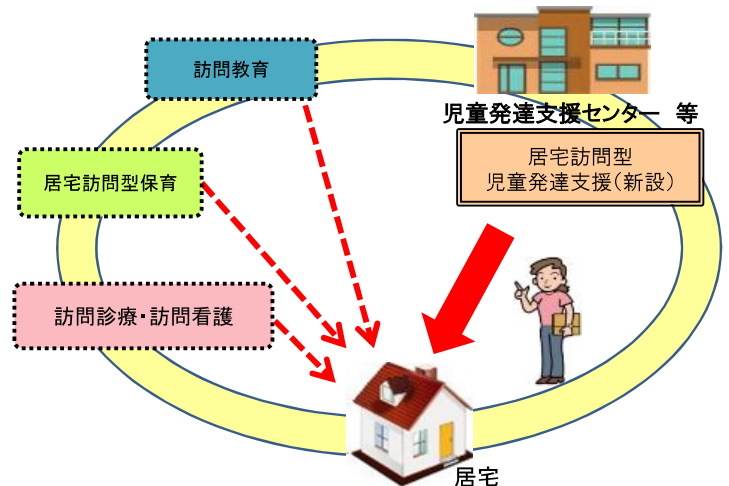 訪問教育
児童発達支援センター　等
居宅訪問型
児童発達支援（新設）
居宅訪問型保育
訪問診療・訪問看護
居宅